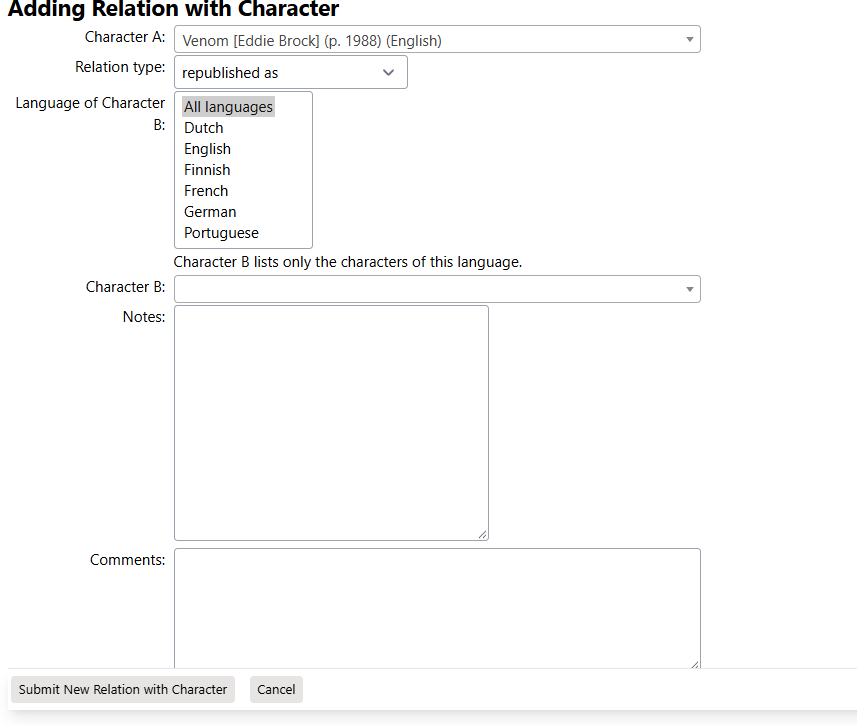 Adding Relation with Character
Character A: Venom [Eddie Brock] (p. 1988) (English)
Relation type: republished as
Language of Character
B:
All languages
Dutch
English
Finnish
French
German
Portuguese
Character B lists only the characters of this language.
Character B:
Notes:
Comments:
Submit New Relation with Character Cancel